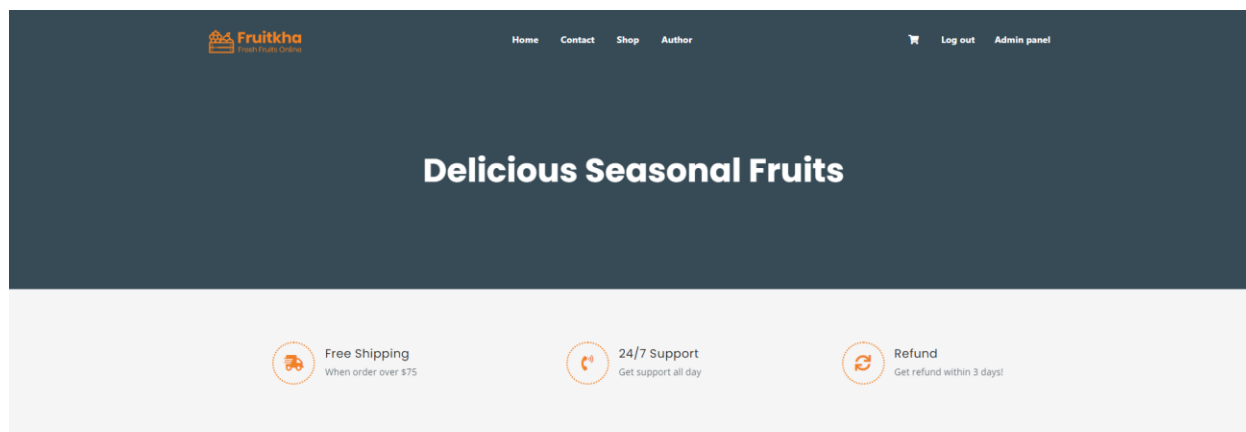 Fruitkha
Fresh Fruits Online
Home Contact Shop Author
Log out Admin panel
Delicious Seasonal Fruits
Free Shipping
When order over $75
24/7 Support
Get support all day
Refund
Get refund within 3 days!